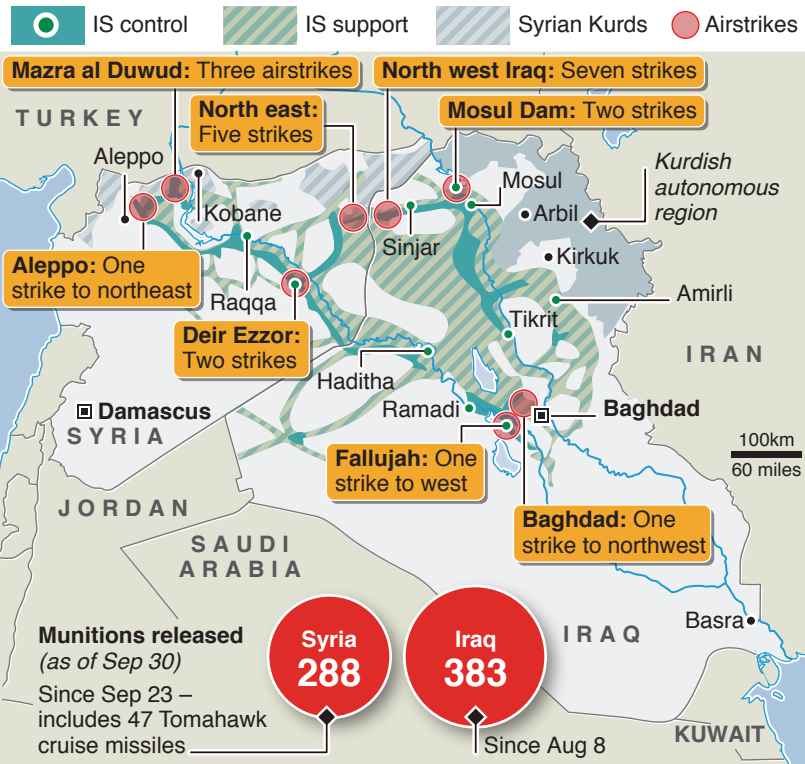 IS control
IS support
Syrian Kurds
Airstrikes
Mazra al Duwud: Three airstrikes
North west Iraq: Seven strikes
TURKEY
North east:
Five strikes
Mosul Dam: Two strikes
Aleppo
Kobane
Mosul
Kurdish
autonomous
region
Arbil
Sinjar
Kirkuk
Aleppo: One
strike to northeast
Raqqa
Amirli
Deir Ezzor:
Two strikes
Tikrit
IRAN
Haditha
Damascus
SYRIA
Ramadi
Baghdad
100km
60 miles
Fallujah: One
strike to west
JORDAN
Baghdad: One
strike to northwest
SAUDI
ARABIA
Munitions released
(as of Sep 30)
Since Sep 23 –
includes 47 Tomahawk
cruise missiles
Syria
288
Iraq
383
Since Aug 8
IRAQ
Basra
KUWAIT